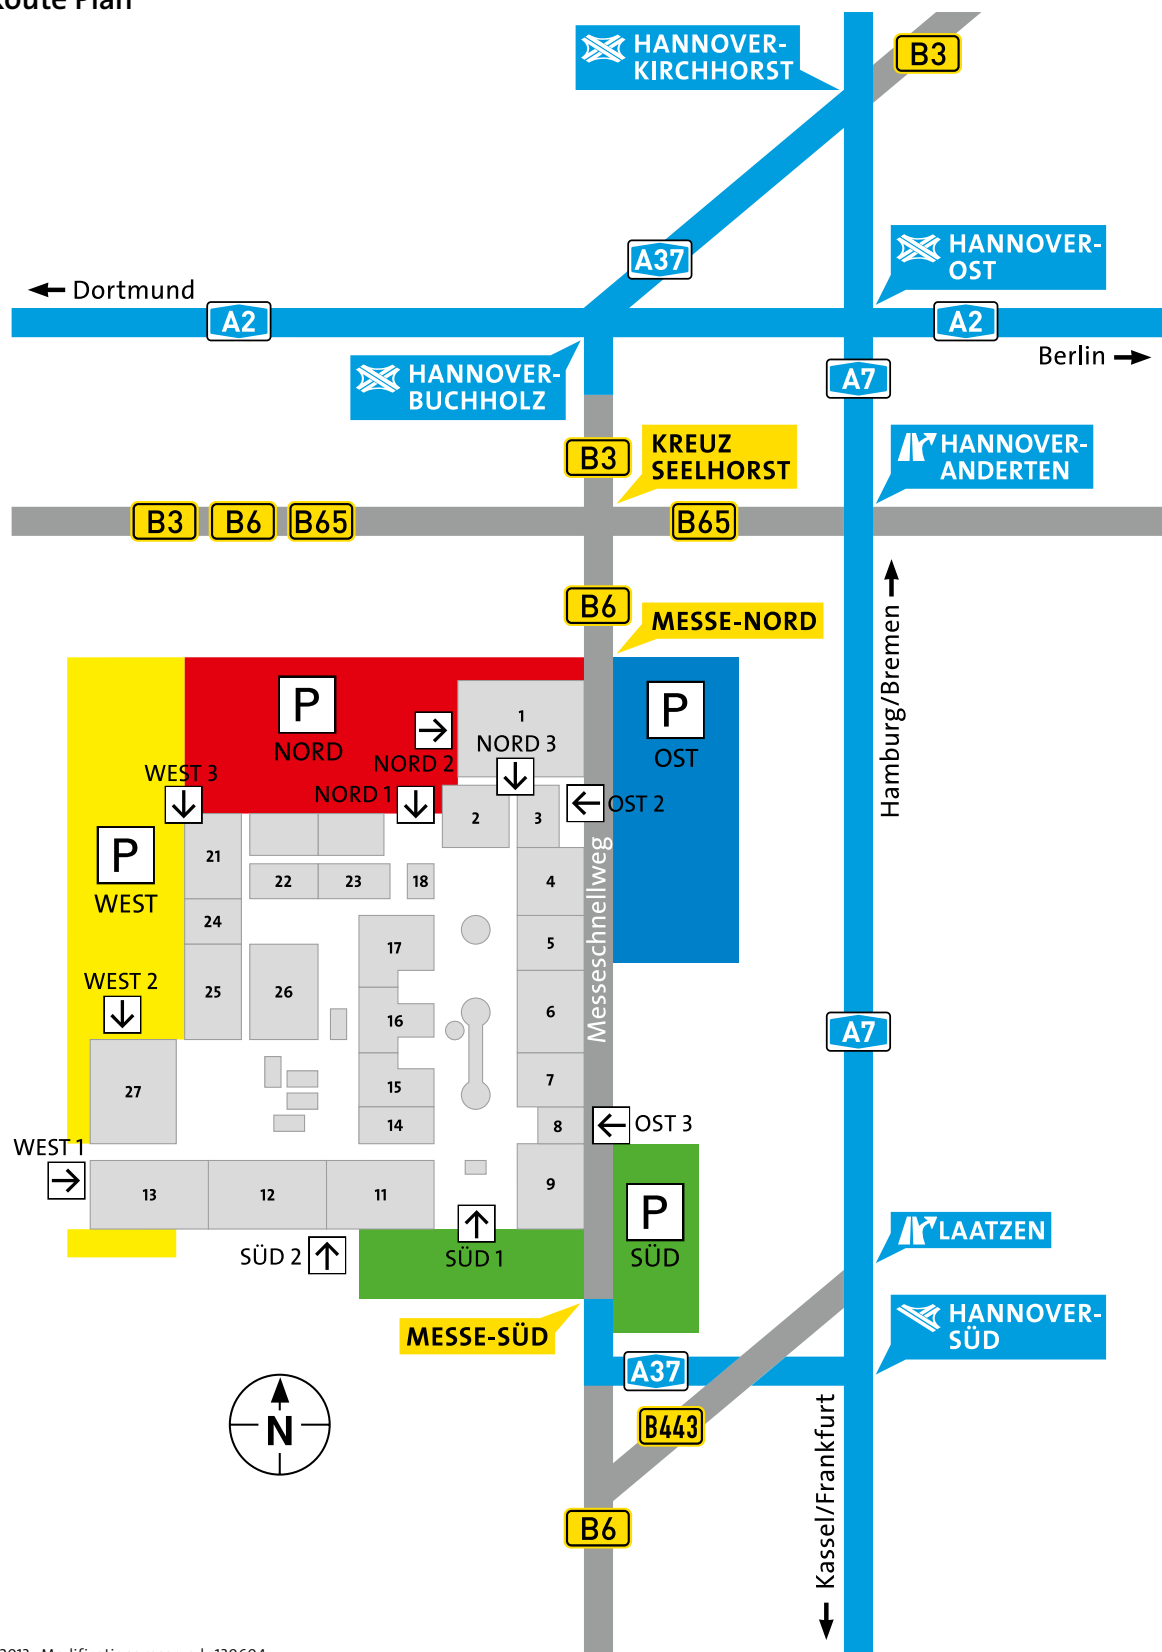 Route Plan
HANNOVER-
KIRCHHORST
B3
A37
HANNOVER-
OST
← Dortmund
A2
A2
Berlin →
HANNOVER-
BUCHHOLZ
A7
B3
KREUZ
SEELHORST
HANNOVER-
ANDERTEN
B3
B6
B65
B65
B6
MESSE-NORD
Hamburg/Bremen
P
NORD
1
NORD 3
NORD 2
P
OST
WEST 3
NORD 1
OST 2
2
3
P
WEST
21
22
23
18
4
24
17
5
Messeschnellweg
WEST 2
25
26
16
6
A7
27
15
7
14
8
OST 3
WEST 1
13
12
11
9
P
SÜD
SÜD 2
SÜD 1
LAATZEN
MESSE-SÜD
HANNOVER-
SÜD
A37
N
B443
Kassel/Frankfurt
B6